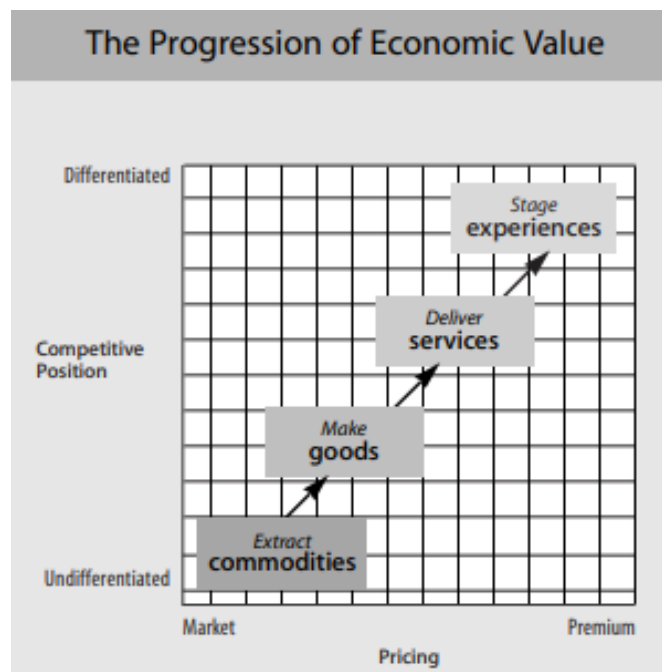 The Progression of Economic Value
Differentiated
Stage
experiences
Deliver
services
Competitive
Position
Make
goods
Extract
commodities
Undifferentiated
Market
Premium
Pricing